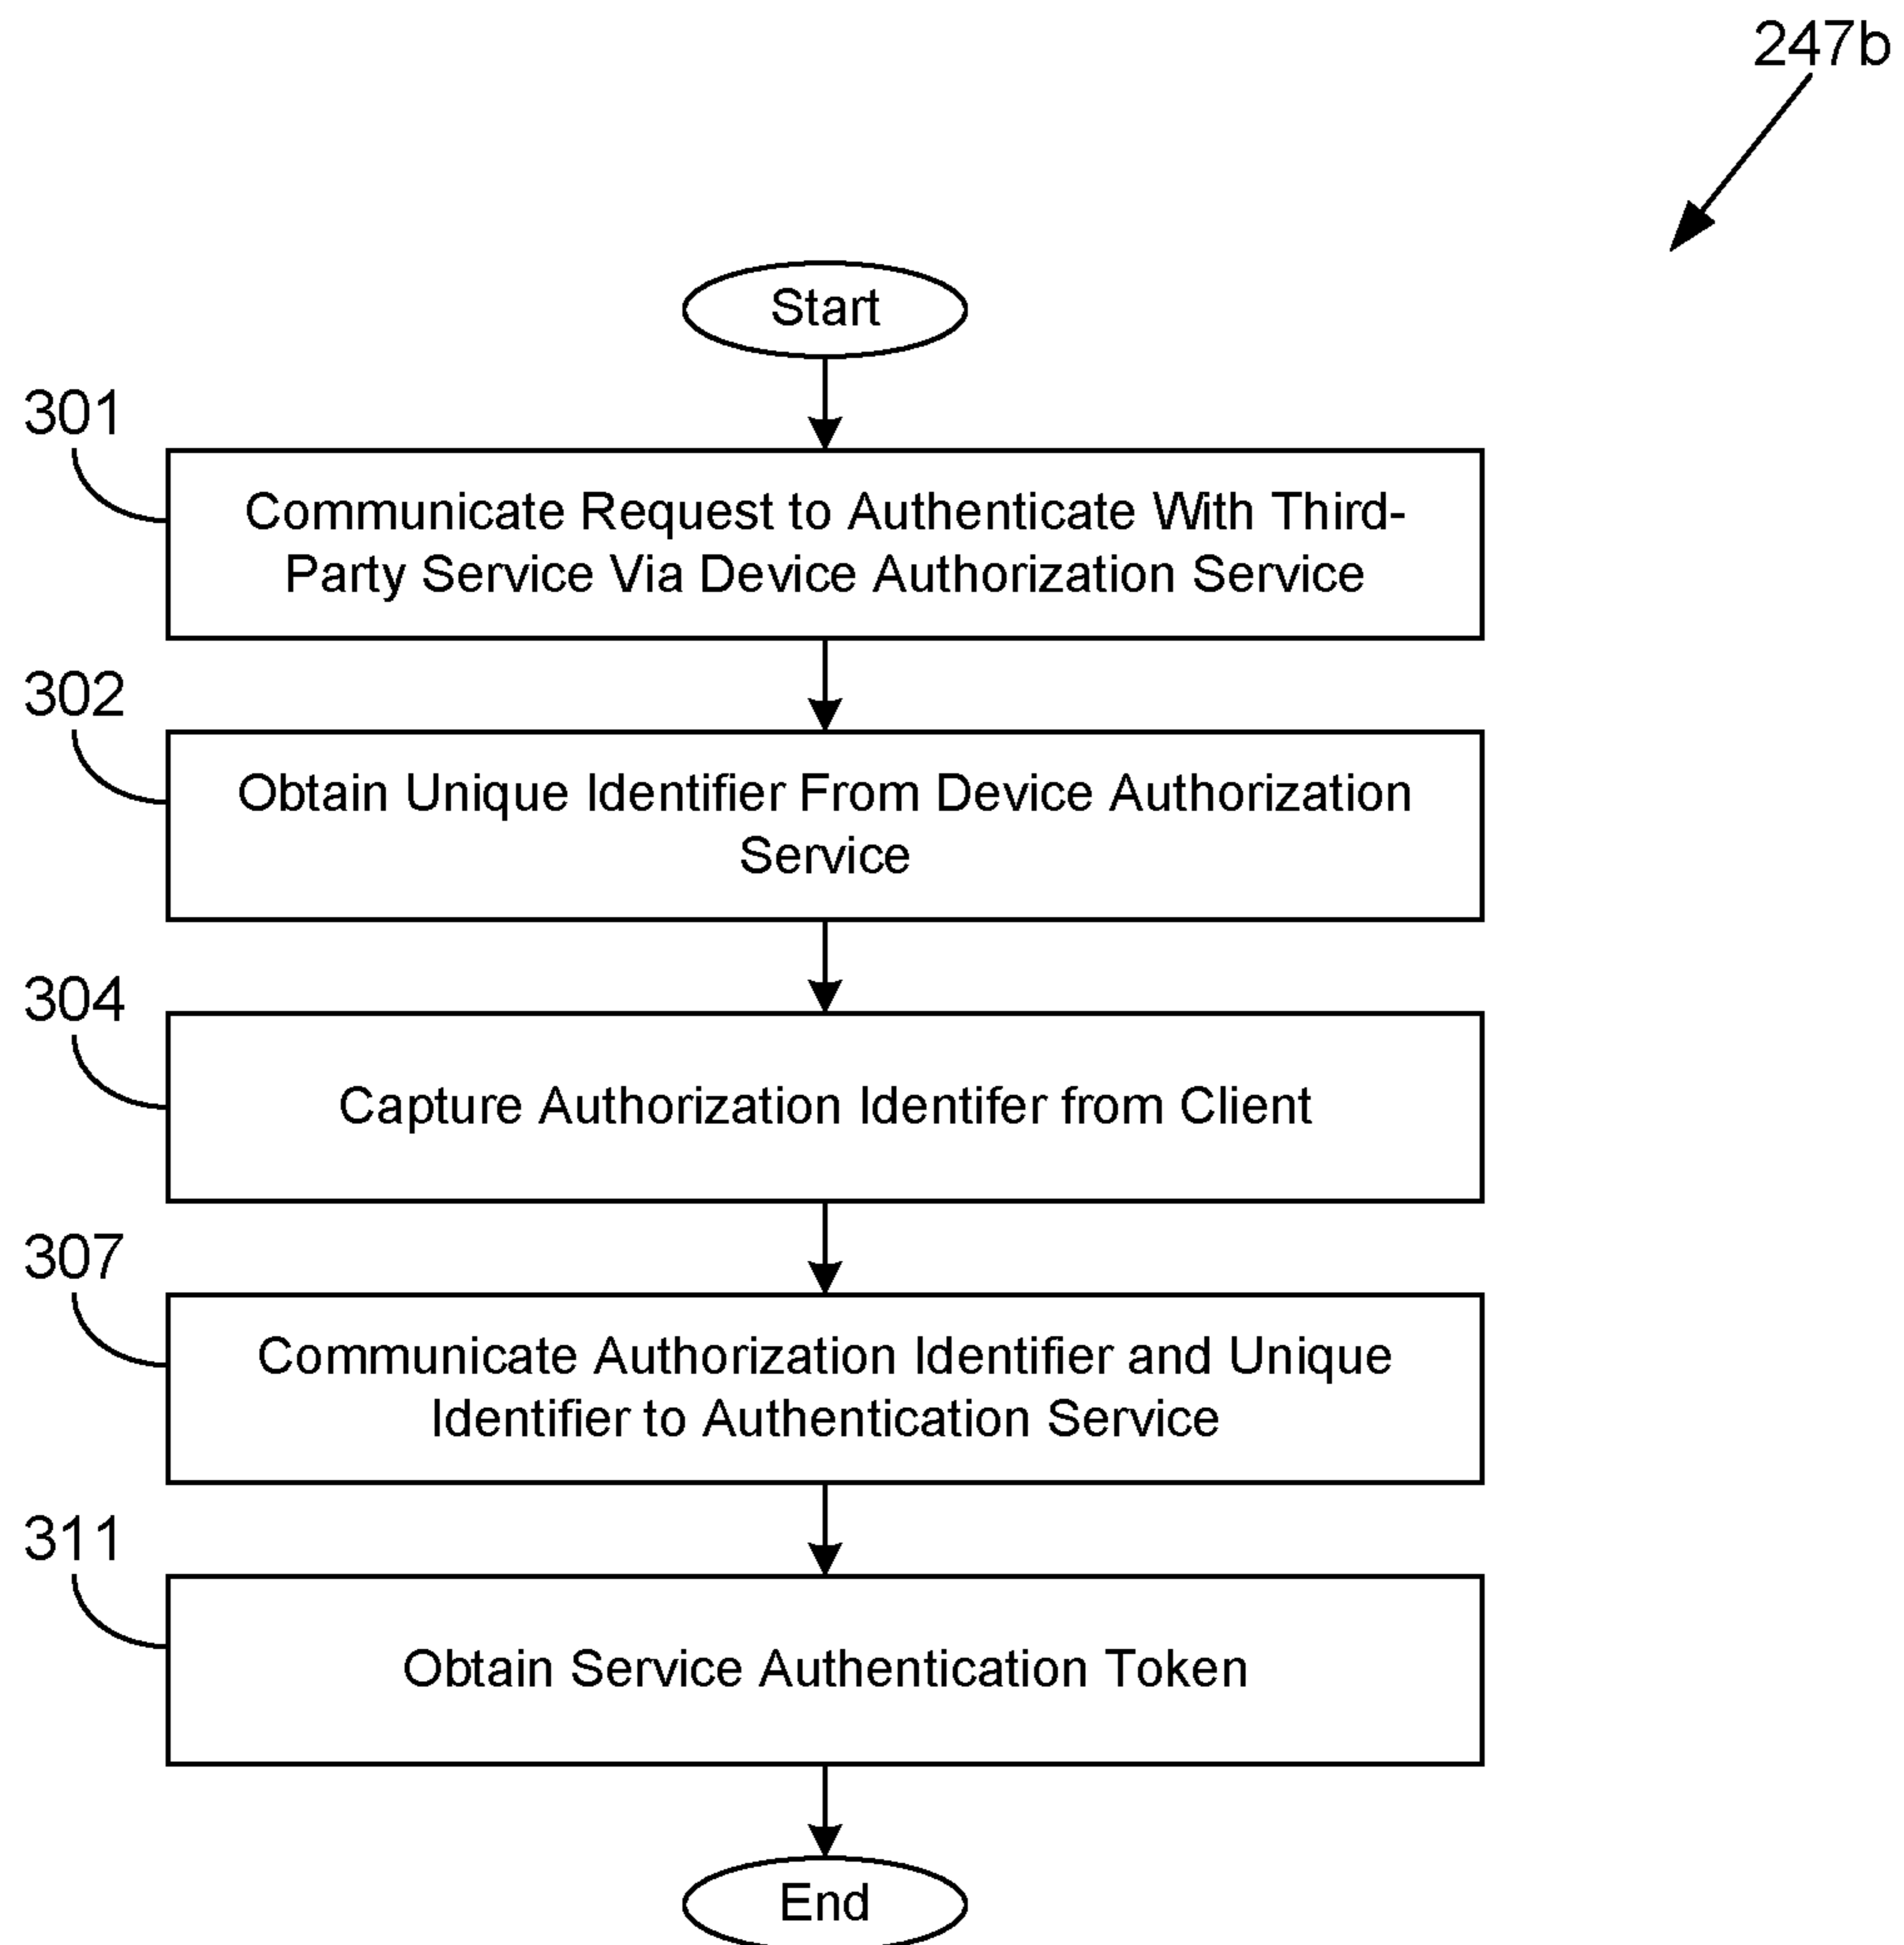 247b
Start
301
Communicate Request to Authenticate With Third-
Party Service Via Device Authorization Service
302
Obtain Unique Identifier From Device Authorization
Service
304
Capture Authorization Identifer from Client
307
Communicate Authorization Identifier and Unique
Identifier to Authentication Service
311
Obtain Service Authentication Token
End